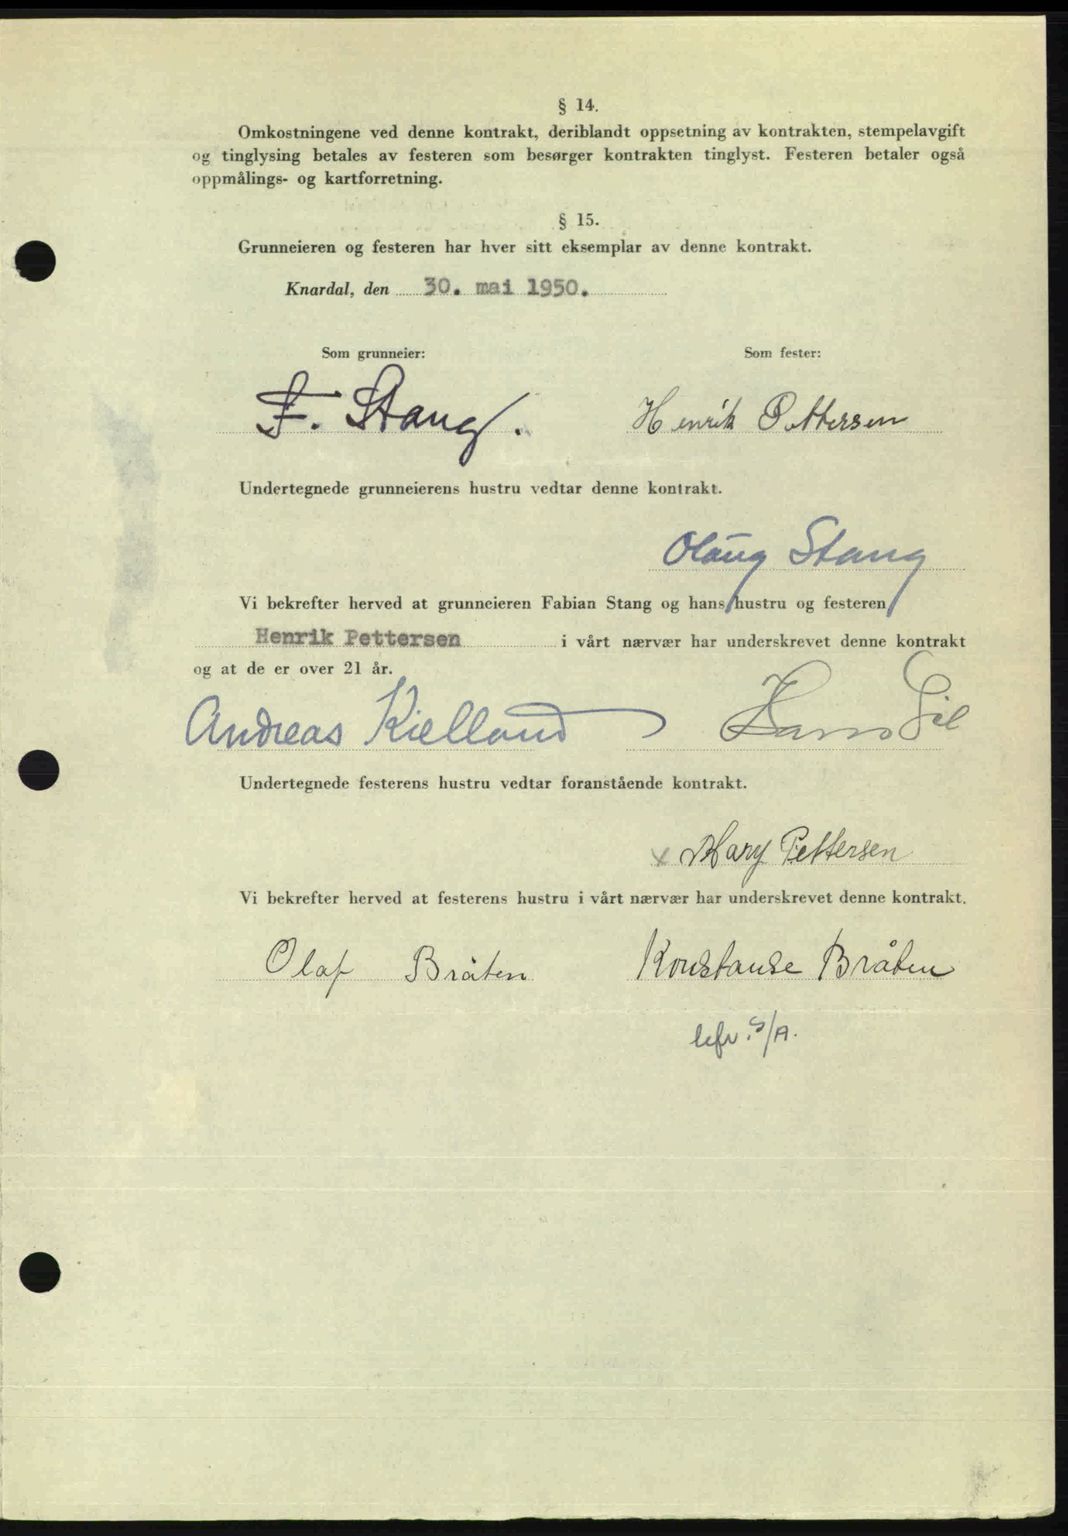 § 14.
Omkostningene ved denne kontrakt, deriblandt oppsetning av kontrakten, stempelavgift
og tinglysing betales av festeren som besørger kontrakten tinglyst. Festeren betaler også
oppmålings- og kartforretning.
§ 15.
Grunneieren og festeren har hver sitt eksemplar av denne kontrakt.
Knardal, den 30. mai 1950.
Som grunneier: Som fester:
F. Stang. Henrik Pettersen
Undertegnede grunneierens hustru vedtar denne kontrakt.
Olaug Stang
Vi bekrefter herved at grunneieren Fabian Stang og hans hustru og festeren
Henrik Pettersen i vårt nærvær har underskrevet denne kontrakt
og at de er over 21 år.
Andreas Kielland Hans
Undertegnede festerens hustru vedtar foranstående kontrakt.
x Mary Pettersen
Vi bekrefter herved at festerens hustru i vårt nærvær har underskrevet denne kontrakt.
Olaf Bråten Konstanse Bråten